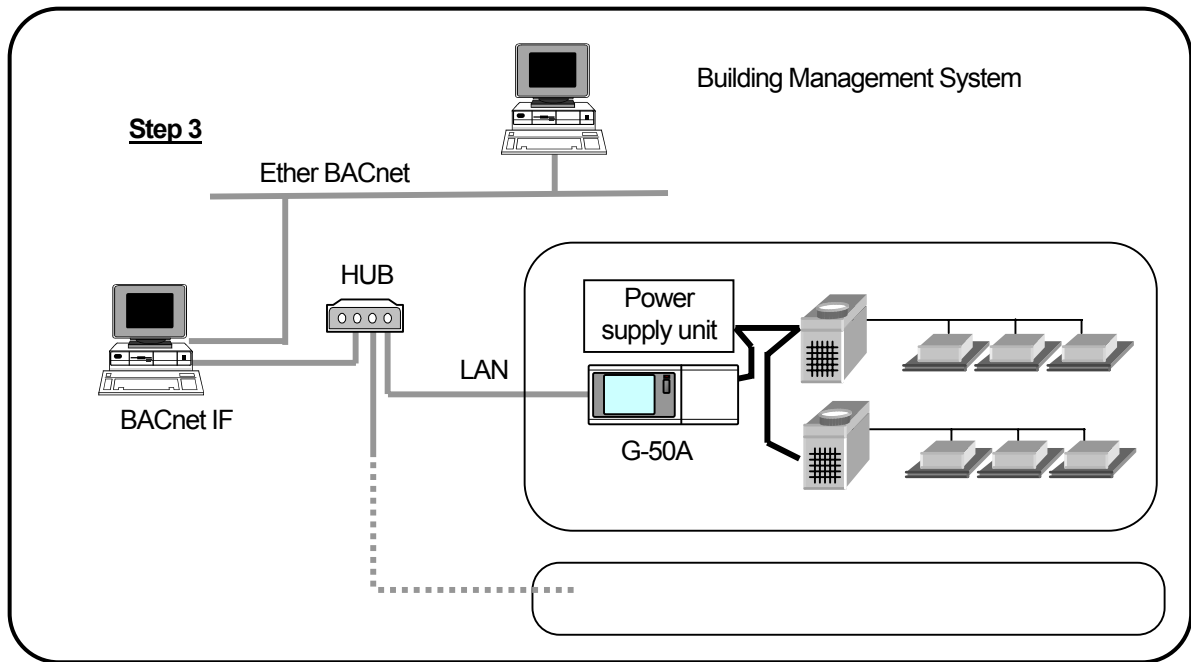 Building Management System
Step 3
Ether BACnet
HUB
Power
supply unit
LAN
BACnet IF
G-50A